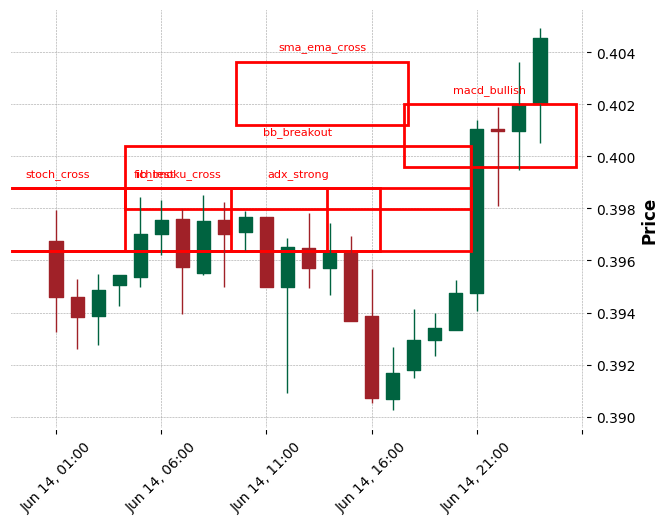 sma_ema_cross
macd_bullish
bb_breakout
stoch_cross
ichimoku_cross
adx_strong
0.404
0.402
0.400
0.398
0.396
0.394
0.392
0.390
Price
Jun 14, 01:00
Jun 14, 06:00
Jun 14, 11:00
Jun 14, 16:00
Jun 14, 21:00